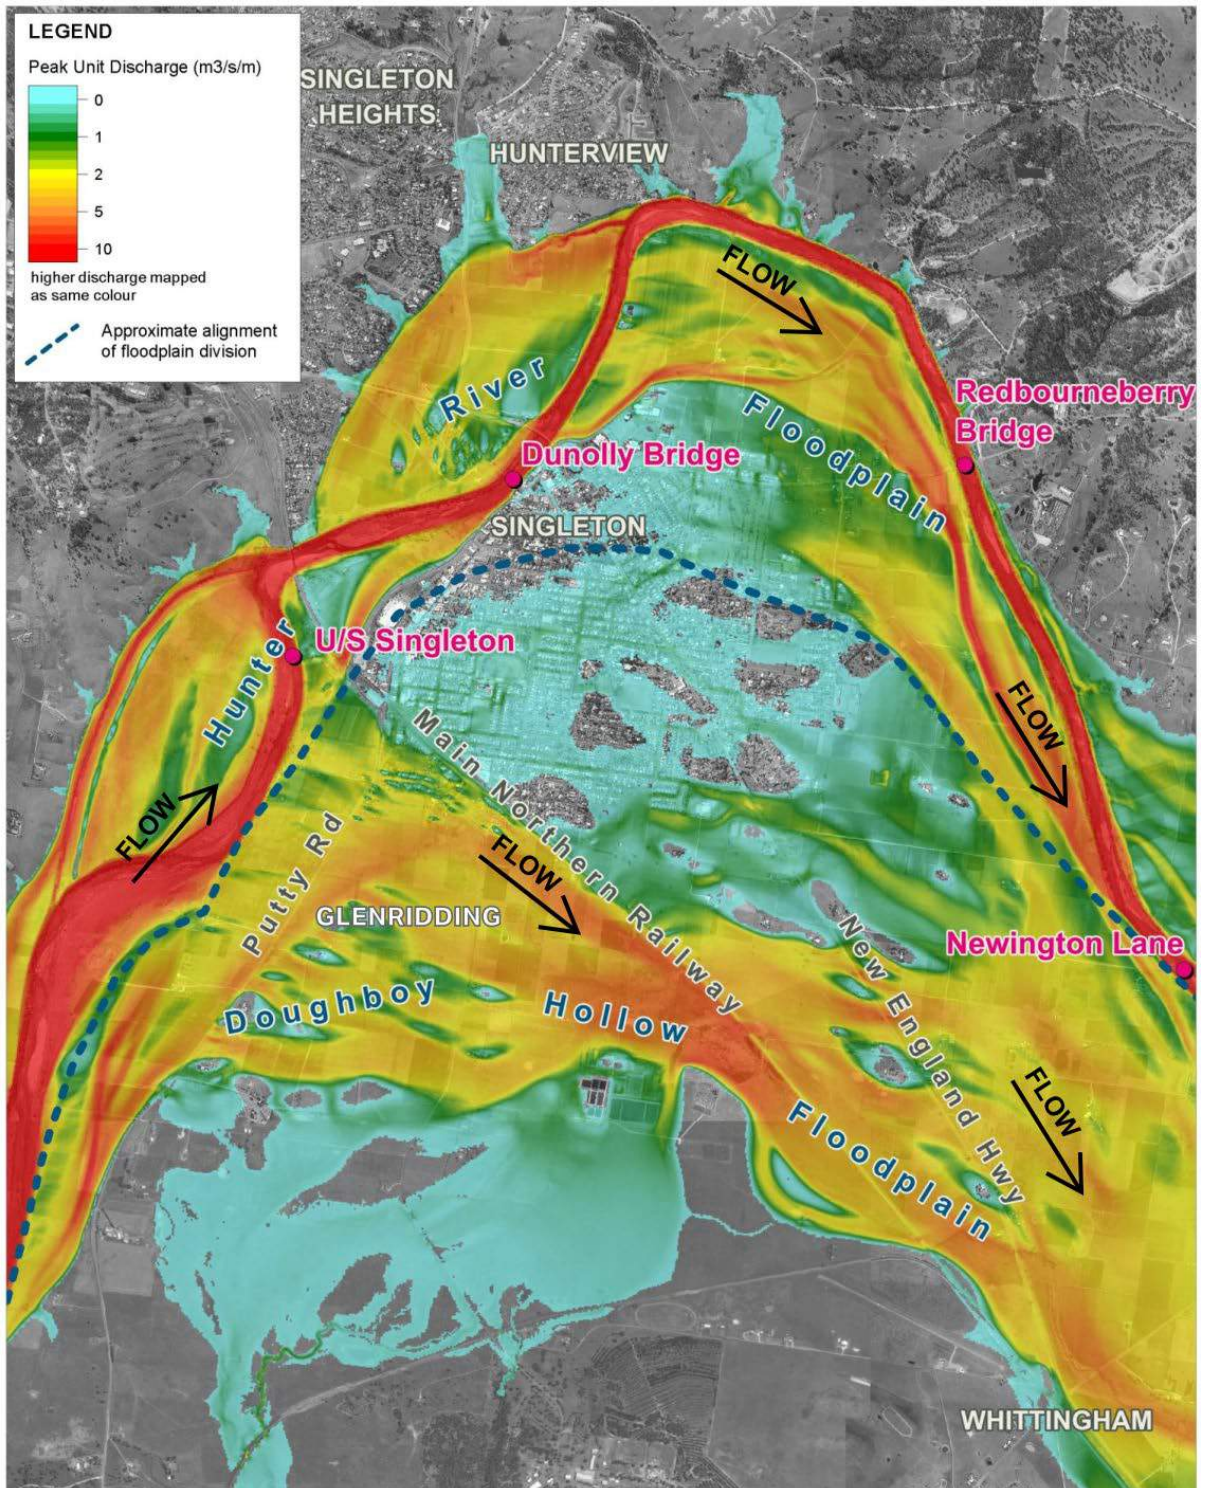 LEGEND
Peak Unit Discharge (m3/s/m)
0
1
2
5
10
higher discharge mapped
as same colour
Approximate alignment
of floodplain division
SINGLETON
HEIGHTS
HUNTERVIEW
FLOW
River
Floodplain
Redbourneberry
Bridge
Dunolly Bridge
SINGLETON
Hunter
U/S Singleton
FLOW
FLOW
Main Northern Railway
Putty Rd
FLOW
GLENRIDDING
New England Hwy
Newington Lane
Doughboy
Hollow
FLOW
Floodplain
WHITTINGHAM